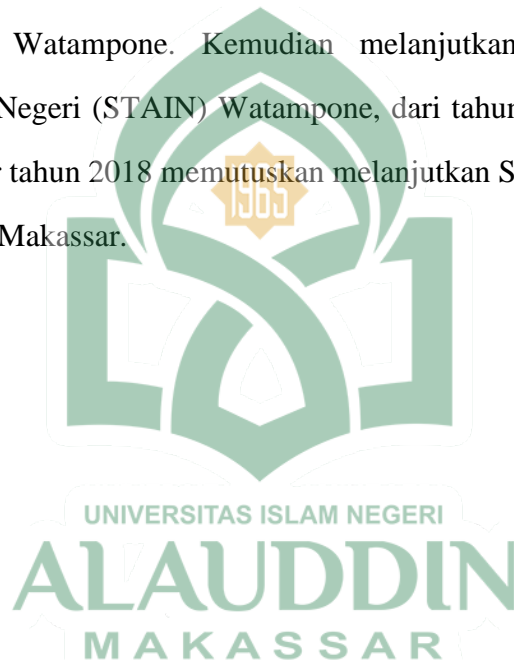 Watampone. Kemudian melanjutkan
Negeri (STAIN) Watampone, dari tahun
tahun 2018 memutuskan melanjutkan S
Makassar.
1965
UNIVERSITAS ISLAM NEGERI
ALAUDDIN
MAKASSAR